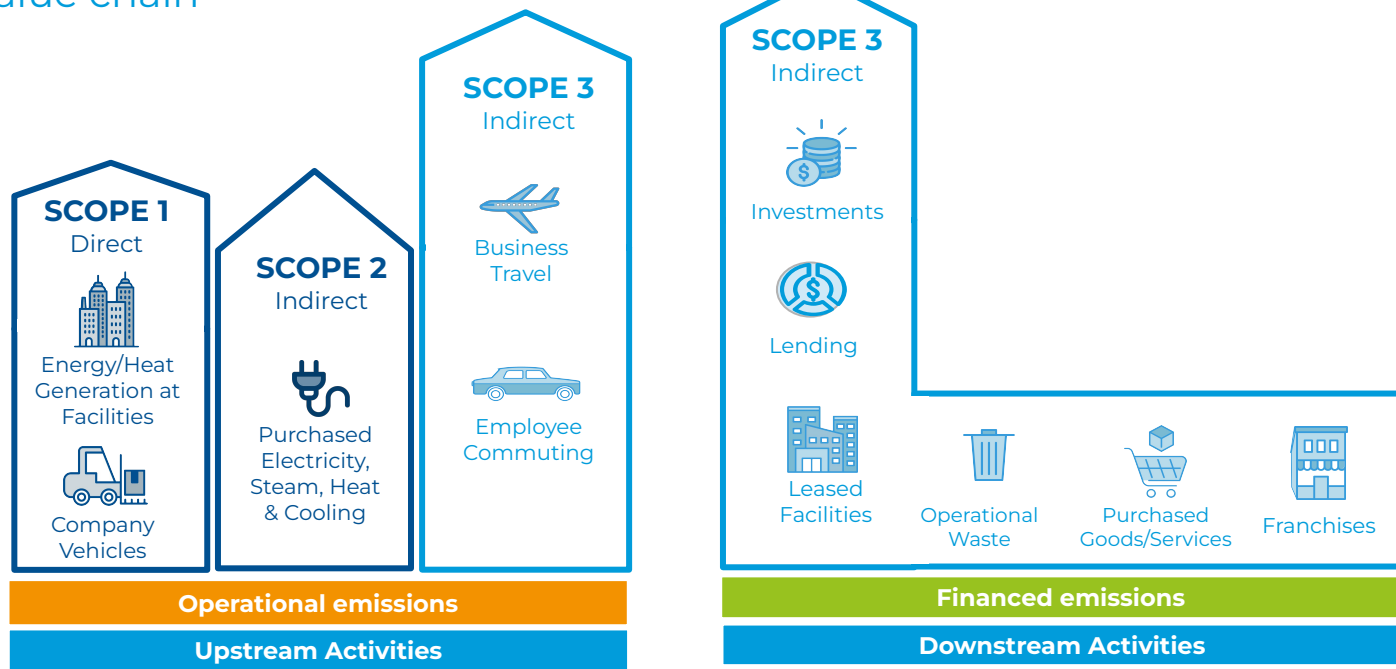 SCOPE 1
Direct
Energy/Heat
Generation at
Facilities
Company
Vehicles
SCOPE 2
Indirect
Purchased
Electricity,
Steam, Heat
& Cooling
SCOPE 3
Indirect
Business
Travel
Employee
Commuting
Operational emissions
Upstream Activities
SCOPE 3
Indirect
$
Investments
$
Lending
Leased
Facilities
Operational
Waste
Purchased
Goods/Services
Franchises
Financed emissions
Downstream Activities